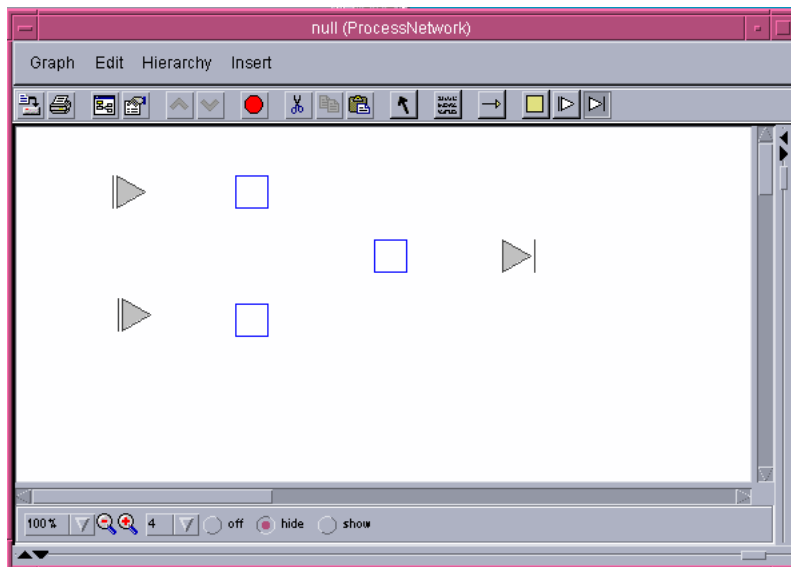 null (ProcessNetwork)
Graph Edit Hierarchy Insert
100% 4 off hide show